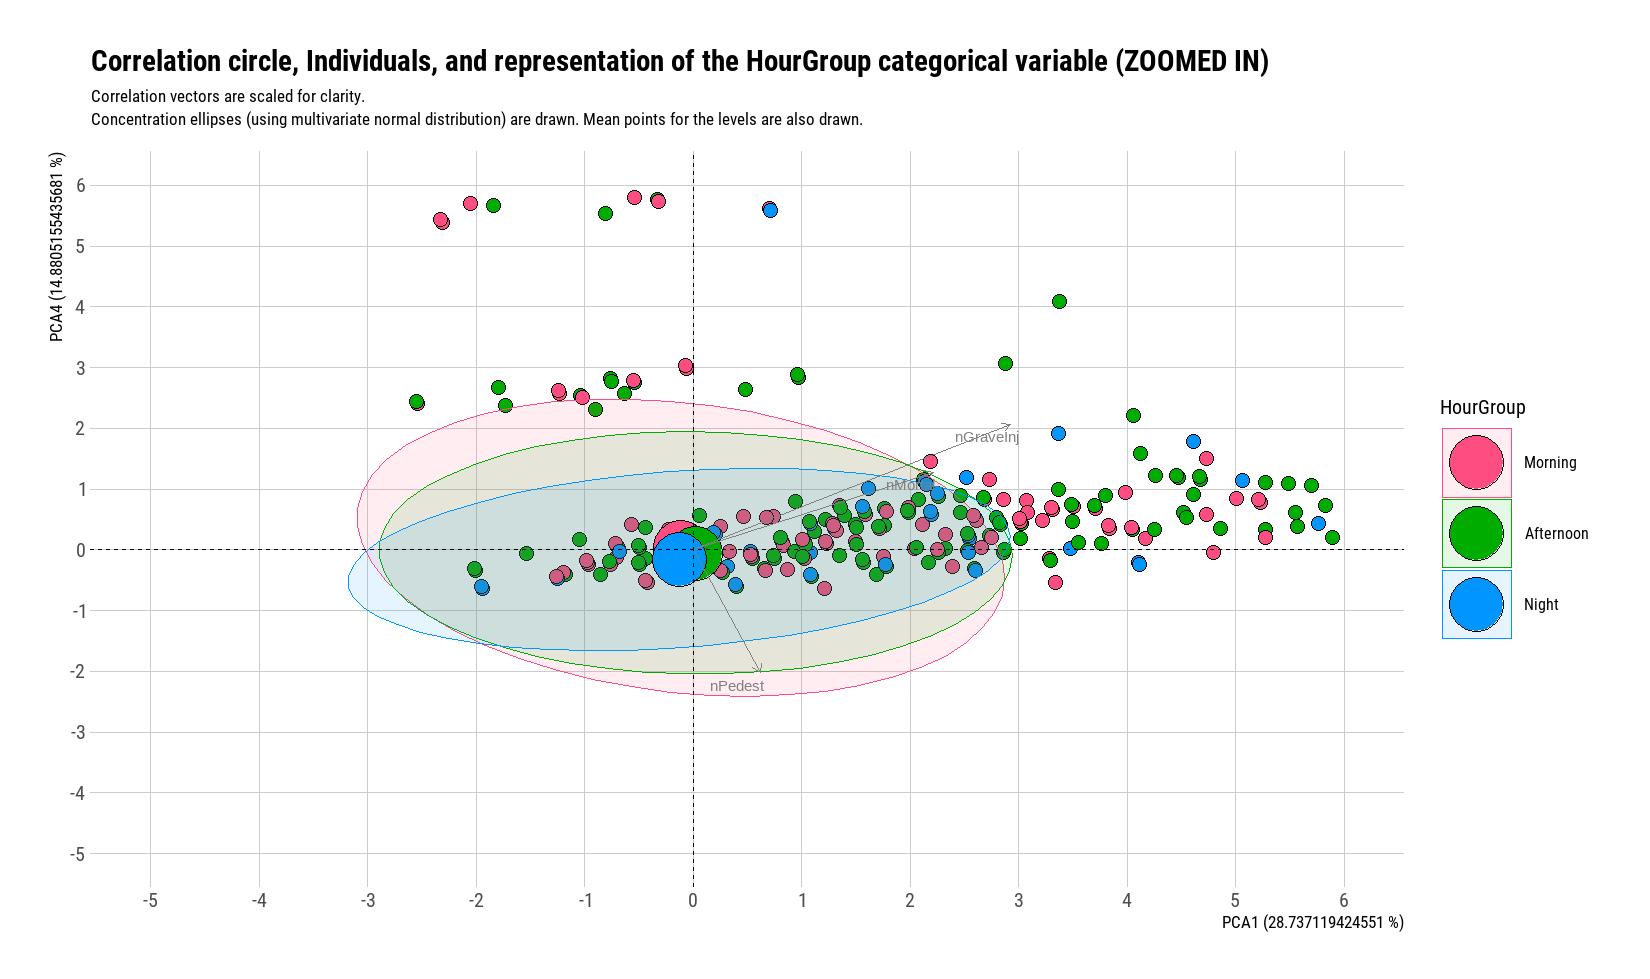 Correlation circle, Individuals, and representation of the HourGroup categorical variable (ZOOMED IN)
Correlation vectors are scaled for clarity.
Concentration ellipses (using multivariate normal distribution) are drawn. Mean points for the levels are also drawn.
PCA4 (14.8805155435681 %)
6
5
4
3
2
1
0
-1
-2
-3
-4
-5
nGraveInj
nPedest
-5
-4
-3
-2
-1
0
1
2
3
4
5
6
PCA1 (28.737119424551 %)
HourGroup
Morning
Afternoon
Night